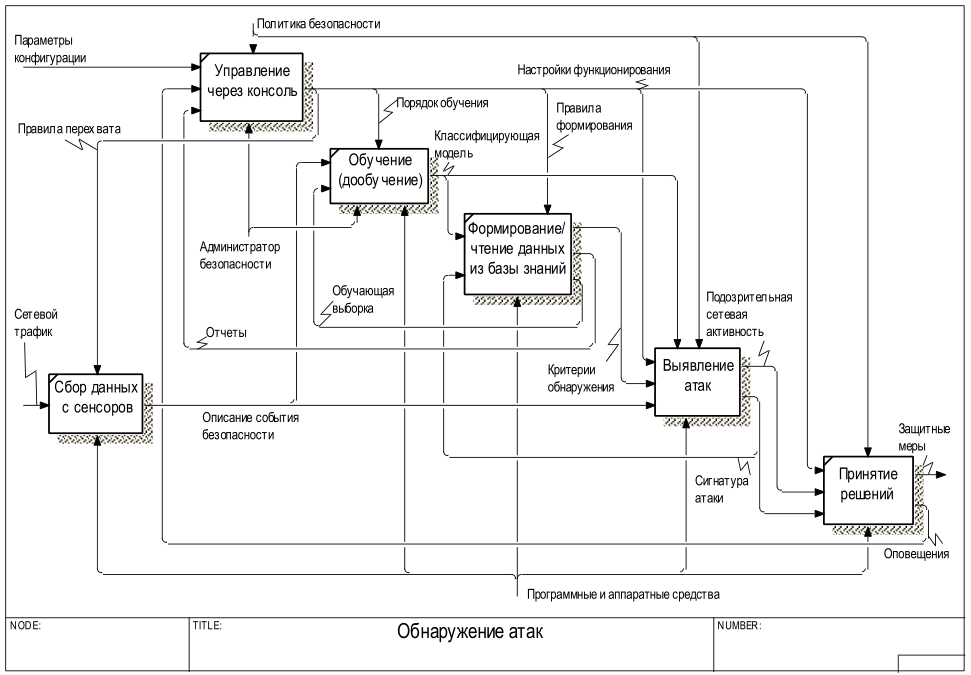 Политика безопасности
Параметры
конфигурации
Управление
через консоль
Настройки функционирования
Порядок обучения
Правила
формирования
Правила перехвата
Классифицирующая
модель
Обучение
(дообучение)
Формирование/
чтение данных
из базы знаний
Администратор
безопасности
Обучающая
выборка
Подозрительная
сетевая
активность
Сетевой
трафик
Отчеты
Критерии
обнаружения
Выявление
атак
Сбор данных
с сенсоров
Описание события
безопасности
Защитные
меры
Сигнатура
атаки
Принятие
решений
Оповещения
Программные и аппаратные средства
NODE:
TITLE:
Обнаружение атак
NUMBER: